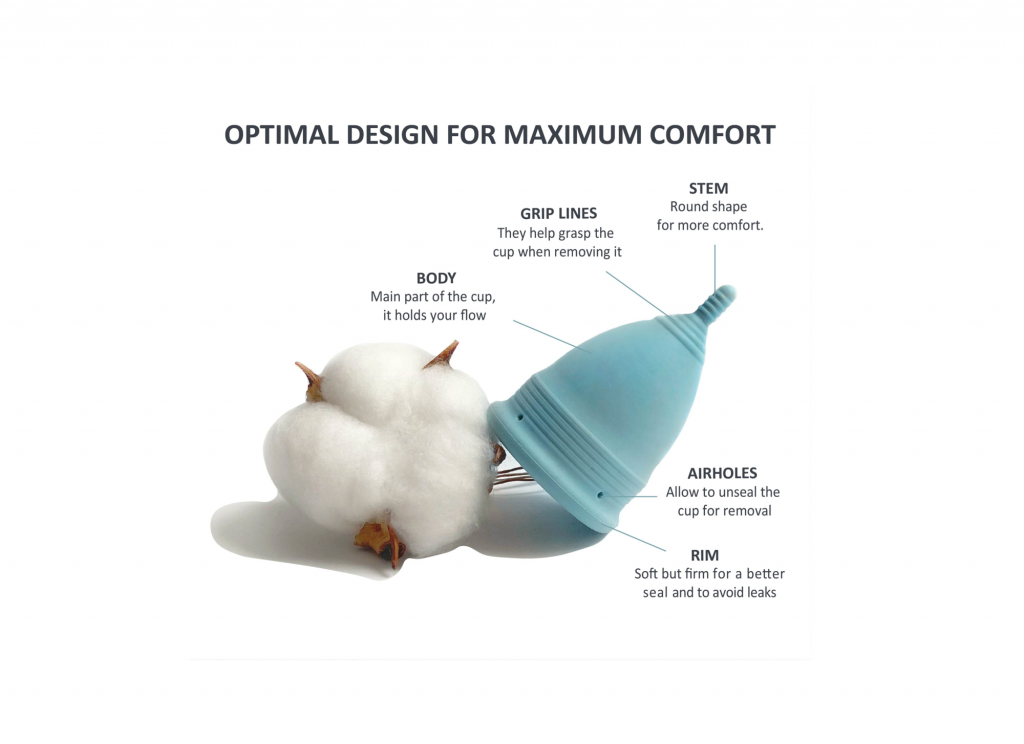 OPTIMAL DESIGN FOR MAXIMUM COMFORT
STEM
Round shape
for more comfort.
GRIP LINES
They help grasp the
cup when removing it
BODY
Main part of the cup,
it holds your flow
AIRHOLES
Allow to unseal the
cup for removal
RIM
Soft but firm for a better
seal and to avoid leaks